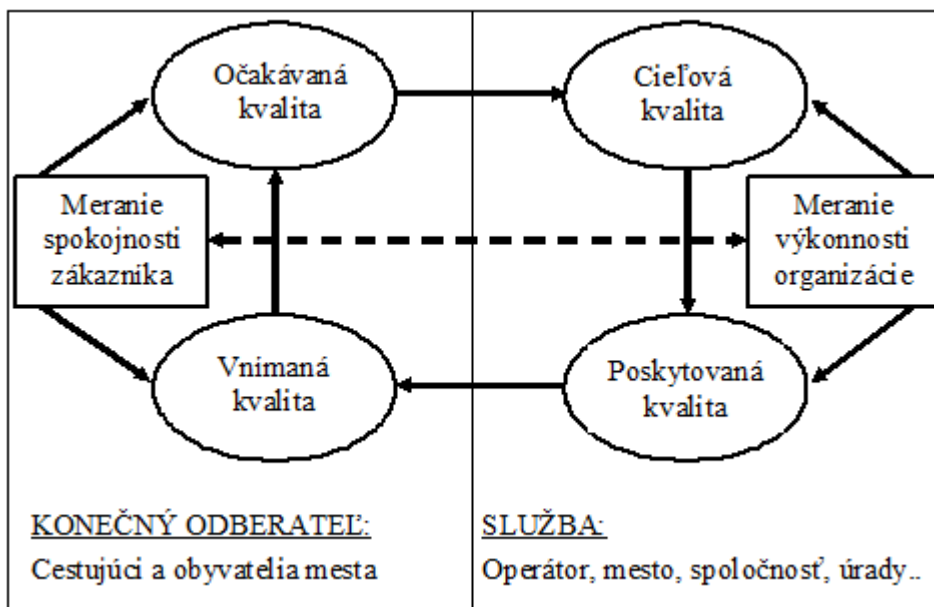 Očakávaná
kvalita
Cieľová
kvalita
Meranie
spokojnosti
zákazníka
Meranie
výkonnosti
organizácie
Vnímaná
kvalita
Poskytovaná
kvalita
KONEČNÝ ODBERATEĽ:
Cestujúci a obyvatelia mesta
SLUŽBA:
Operátor, mesto, spoločnosť, úrady..